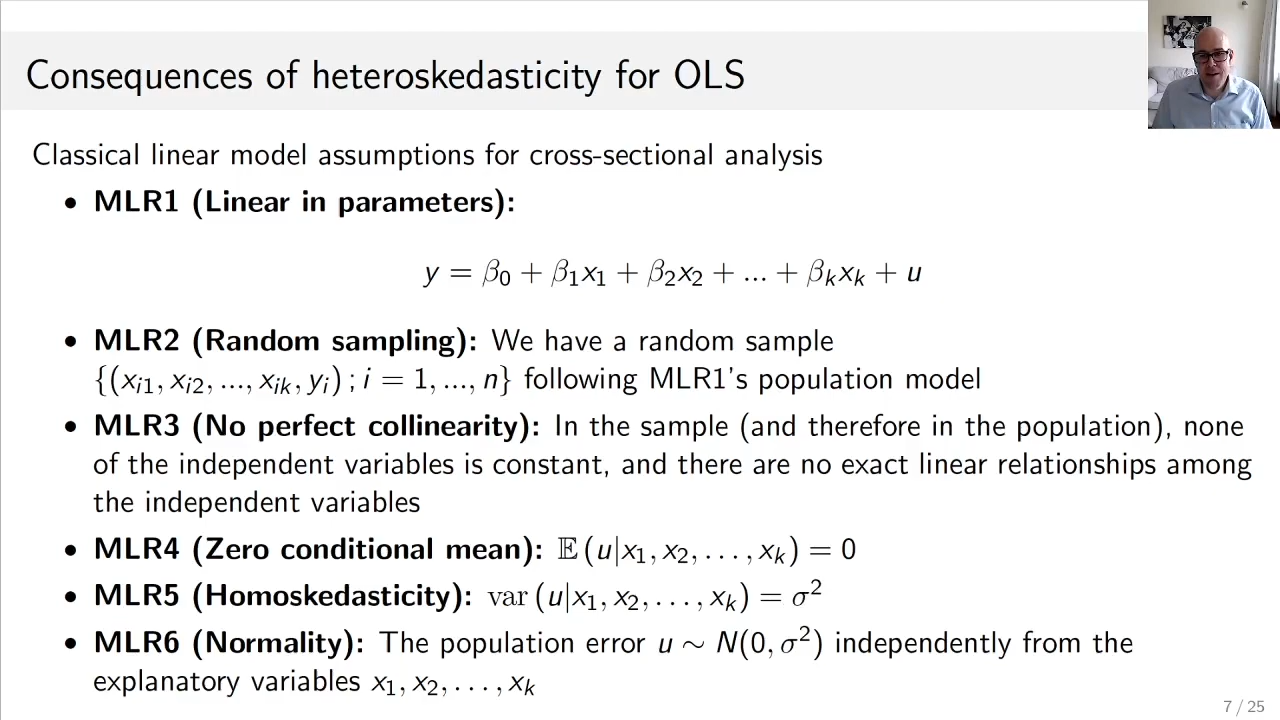 Consequences of heteroskedasticity for OLS
Classical linear model assumptions for cross-sectional analysis
• MLR1 (Linear in parameters):
y = β₀ + β₁x₁ + β₂x₂ + ... + βₖxₖ + u
• MLR2 (Random sampling): We have a random sample
{(xᵢ₁, xᵢ₂, ..., xᵢₖ, yᵢ) ; i = 1, ..., n} following MLR1's population model
• MLR3 (No perfect collinearity): In the sample (and therefore in the population), none
of the independent variables is constant, and there are no exact linear relationships among
the independent variables
• MLR4 (Zero conditional mean): 𝔼 (u|x₁, x₂, . . . , xₖ) = 0
• MLR5 (Homoskedasticity): var (u|x₁, x₂, . . . , xₖ) = σ²
• MLR6 (Normality): The population error u ∼ N(0, σ²) independently from the
explanatory variables x₁, x₂, . . . , xₖ
7 / 25